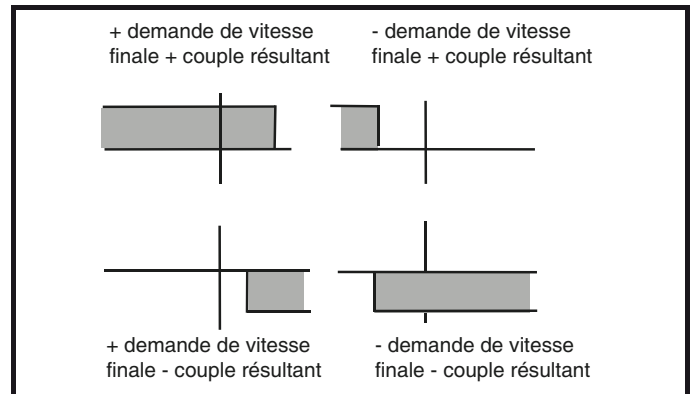 + demande de vitesse
finale + couple résultant
- demande de vitesse
finale + couple résultant
+ demande de vitesse
finale - couple résultant
- demande de vitesse
finale - couple résultant